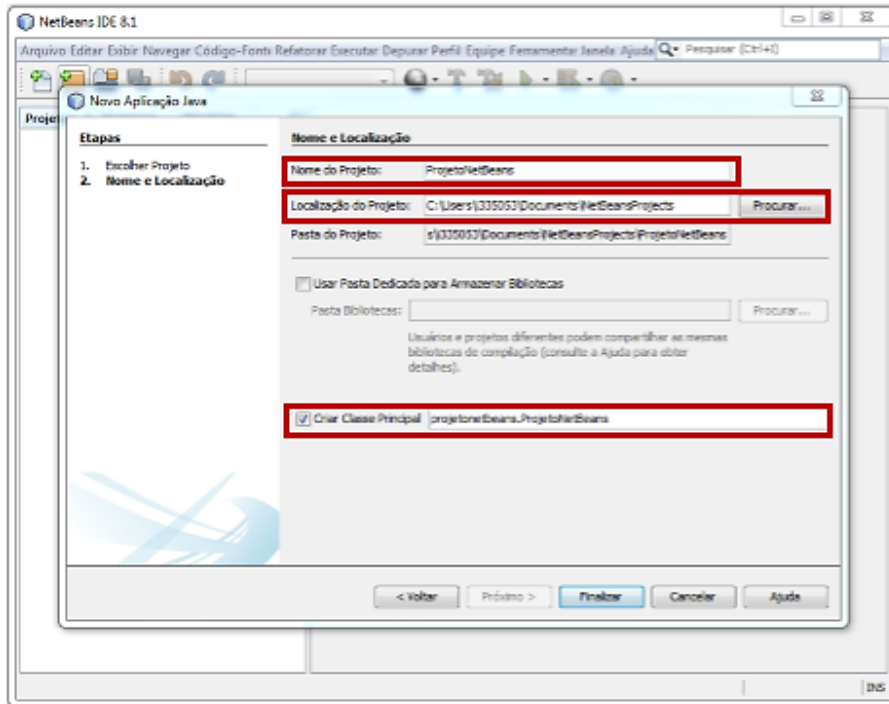 NetBeans IDE 8.1
Arquivo Editar Exibir Navegar Código-Fonte Refatorar Executar Depurar Perfil Equipe Ferramentas Janela Ajuda Pesquisar (Ctrl+I)
Novo Aplicação Java
Proje
Etapas
1. Escolher Projeto
2. Nome e Localização
Nome e Localização
Nome do Projeto: ProjetoNetBeans
Localização do Projeto: C:\Users\i335053\Documents\NetBeansProjects Procurar...
Pasta do Projeto: s\i335053\Documents\NetBeansProjects\ProjetoNetBeans
Usar Pasta Dedicada para Armazenar Bibliotecas
Pasta Bibliotecas: Procurar...
Usuários e projetos diferentes podem compartilhar as mesmas
bibliotecas de compilação (consulte a Ajuda para obter
detalhes).
Criar Classe Principal projetonetbeans.ProjetoNetBeans
< Voltar Próximo > Finalizar Cancelar Ajuda
INS